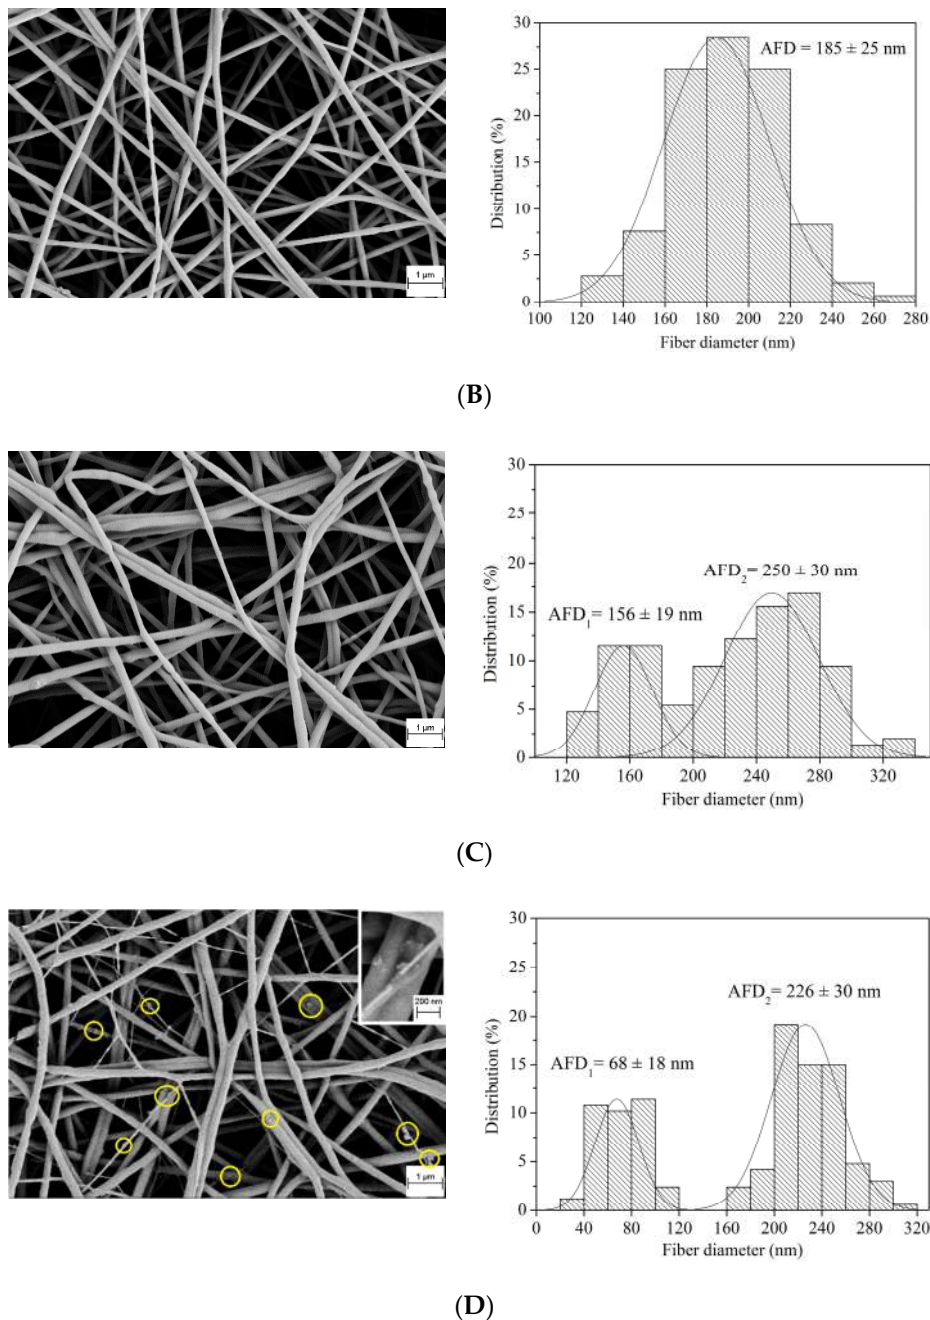 1 µm
30
25
20
15
10
5
0
Distribution (%)
AFD = 185 ± 25 nm
100 120 140 160 180 200 220 240 260 280
Fiber diameter (nm)
(B)
1 µm
30
25
20
15
10
5
0
Distribution (%)
AFD2= 250 ± 30 nm
AFD1= 156 ± 19 nm
120 160 200 240 280 320
Fiber diameter (nm)
(C)
200 nm
1 µm
30
25
20
15
10
5
0
Distribution (%)
AFD2= 226 ± 30 nm
AFD1= 68 ± 18 nm
0 40 80 120 160 200 240 280 320
Fiber diameter (nm)
(D)